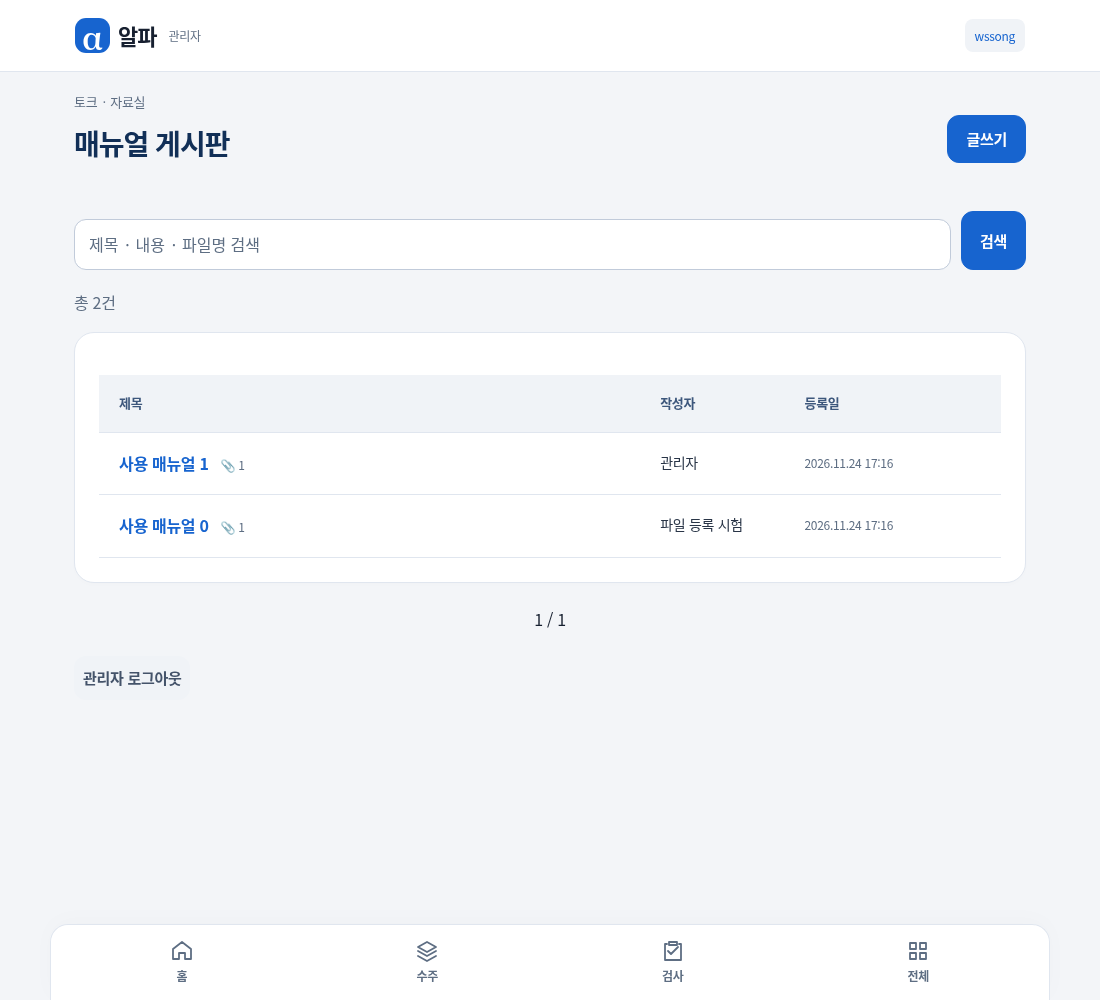 α 알파 관리자 wssong
토크 · 자료실
매뉴얼 게시판
글쓰기
제목 · 내용 · 파일명 검색 검색
총 2건
제목 작성자 등록일
사용 매뉴얼 1 📎 1 관리자 2026.11.24 17:16
사용 매뉴얼 0 📎 1 파일 등록 시험 2026.11.24 17:16
1 / 1
관리자 로그아웃
홈 수주 검사 전체